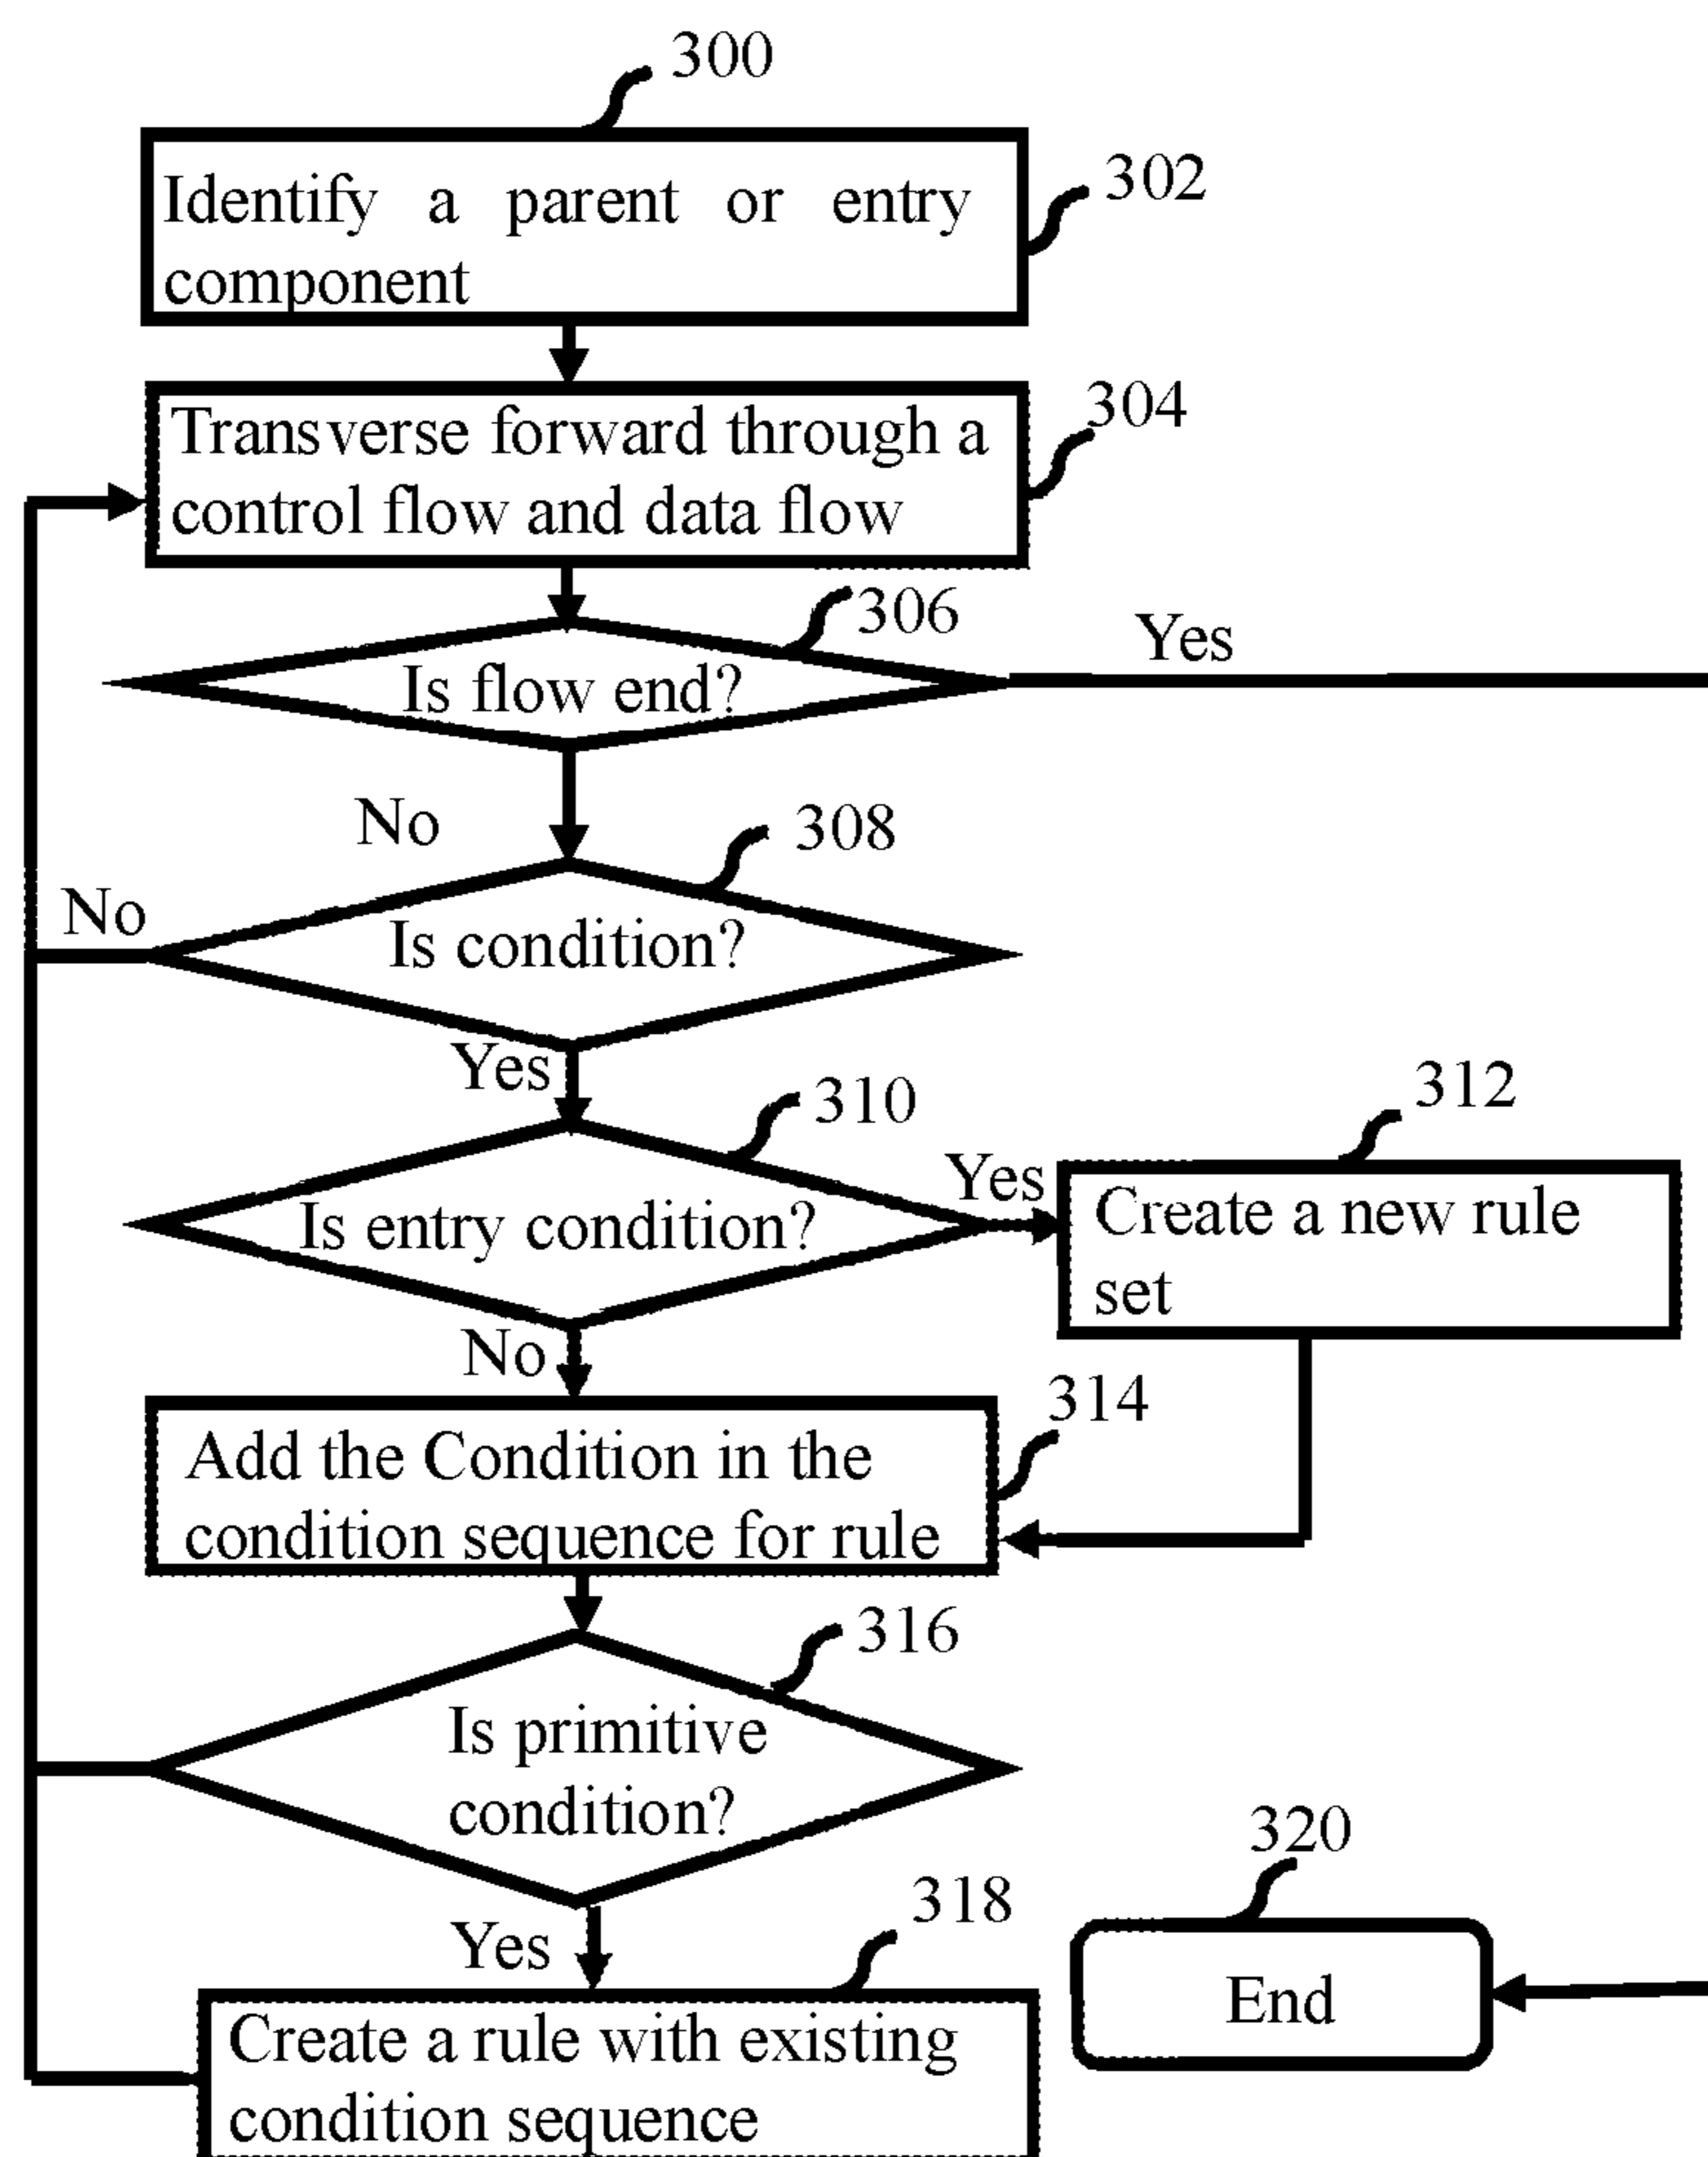 300
Identify a parent or entry
component
302
Transverse forward through a
control flow and data flow
304
306
Is flow end?
Yes
No
308
Is condition?
No
Yes
310
Is entry condition?
Yes
312
Create a new rule
set
No
314
Add the Condition in the
condition sequence for rule
316
Is primitive
condition?
Yes
318
Create a rule with existing
condition sequence
320
End